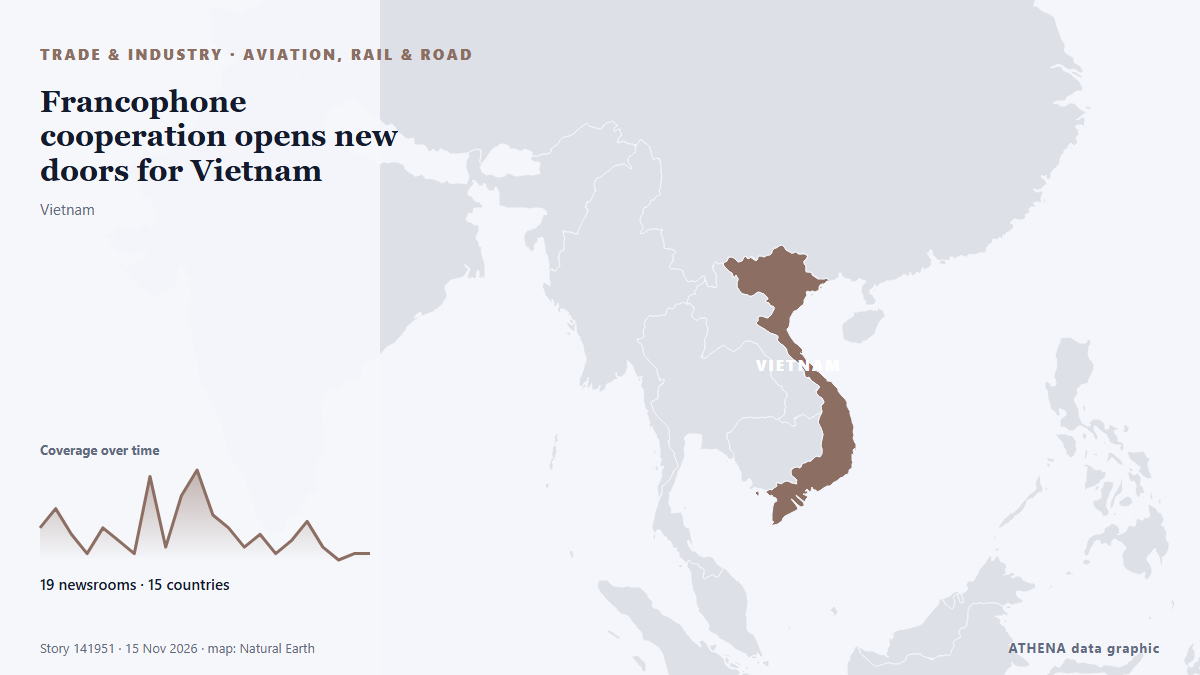 TRADE & INDUSTRY · AVIATION, RAIL & ROAD
Francophone
cooperation opens new
doors for Vietnam
Vietnam
VIETNAM
Coverage over time
19 newsrooms · 15 countries
Story 141951 · 15 Nov 2026 · map: Natural Earth
ATHENA data graphic